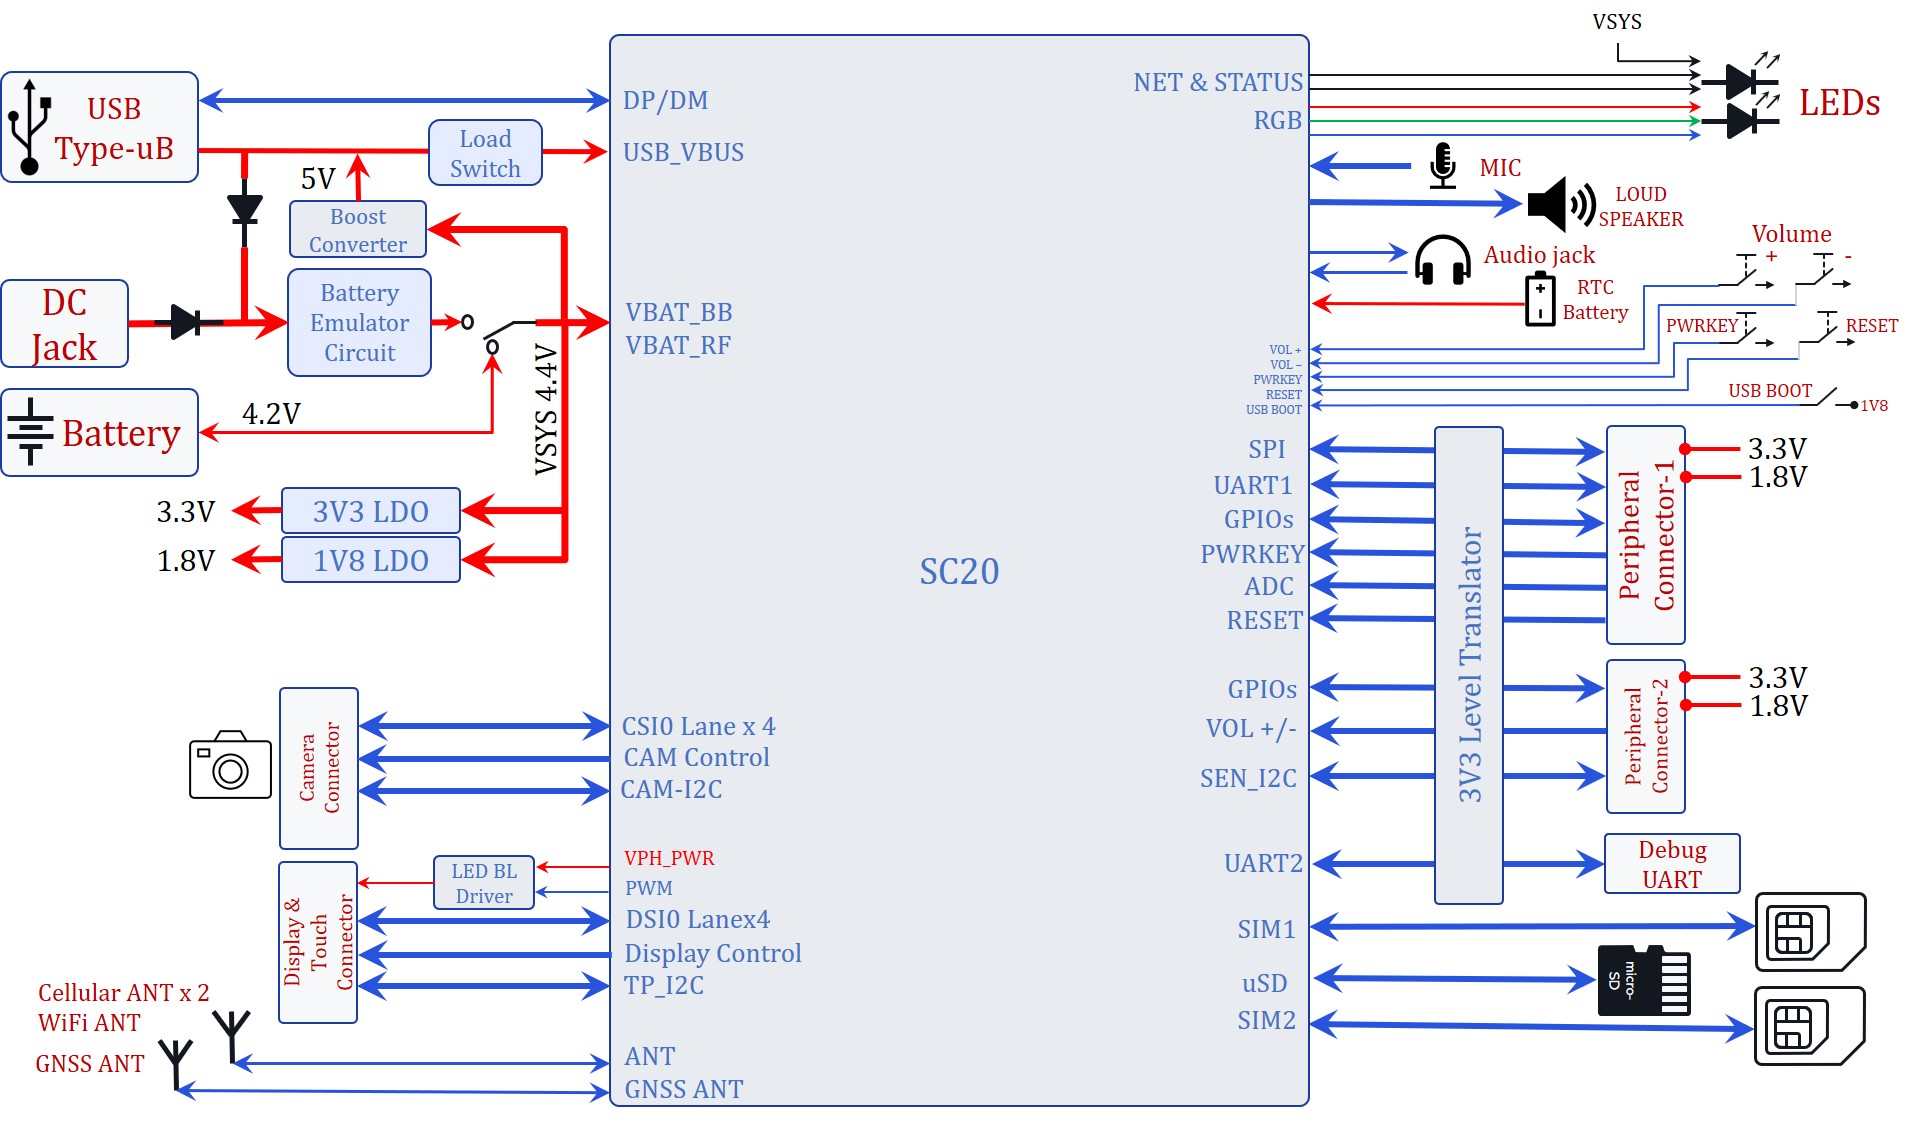 VSYS
USB
Type-uB
DP/DM
NET & STATUS
LEDs
RGB
Load
Switch
USB_VBUS
5V
MIC
LOUD
SPEAKER
Boost
Converter
Audio jack
Volume
+
-
DC
Jack
Battery
Emulator
Circuit
VBAT_BB
VBAT_RF
RTC
Battery
PWRKEY
RESET
VOL +
VOL –
PWRKEY
RESET
USB BOOT
USB BOOT
1V8
4.2V
Battery
VSYS 4.4V
3.3V
3V3 LDO
1.8V
1V8 LDO
SC20
SPI
UART1
GPIOs
PWRKEY
ADC
RESET
3V3 Level Translator
Peripheral
Connector-1
3.3V
1.8V
GPIOs
VOL +/-
SEN_I2C
Peripheral
Connector-2
3.3V
1.8V
Camera
Connector
CSI0 Lane x 4
CAM Control
CAM-I2C
UART2
Debug
UART
VPH_PWR
LED BL
Driver
PWM
Display &
Touch
Connector
DSI0 Lanex4
Display Control
TP_I2C
SIM1
uSD
micro-
SD
SIM2
Cellular ANT x 2
WiFi ANT
GNSS ANT
ANT
GNSS ANT